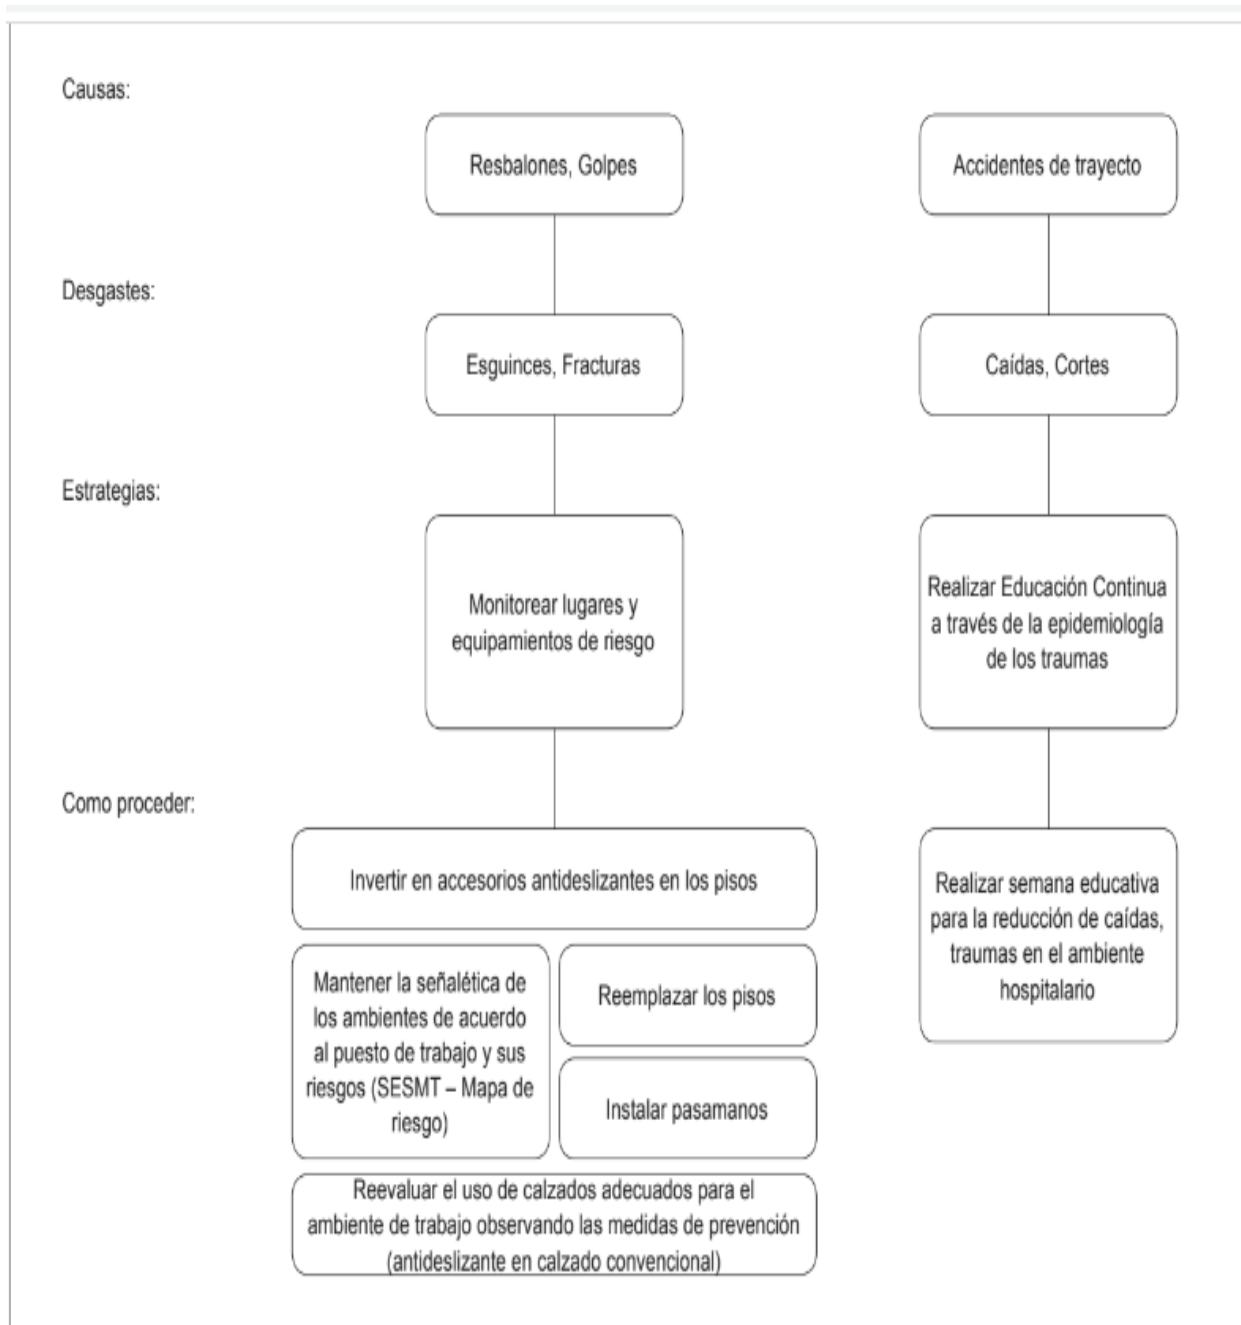 Causas:
Resbalones, Golpes
Accidentes de trayecto
Desgastes:
Esguinces, Fracturas
Caídas, Cortes
Estrategias:
Monitorear lugares y
equipamientos de riesgo
Realizar Educación Continua
a través de la epidemiología
de los traumas
Como proceder:
Invertir en accesorios antideslizantes en los pisos
Mantener la señalética de
los ambientes de acuerdo
al puesto de trabajo y sus
riesgos (SESMT – Mapa de
riesgo)
Reemplazar los pisos
Instalar pasamanos
Reevaluar el uso de calzados adecuados para el
ambiente de trabajo observando las medidas de prevención
(antideslizante en calzado convencional)
Realizar semana educativa
para la reducción de caídas,
traumas en el ambiente
hospitalario